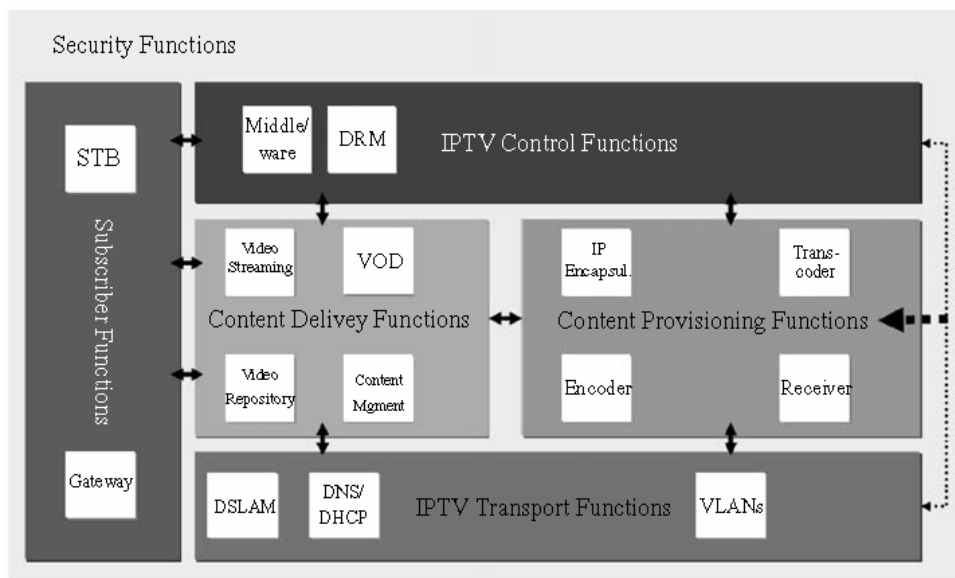 Security Functions
STB
Subscriber Functions
Gateway
Middle/
ware
DRM
IPTV Control Functions
Video
Streaming
VOD
Content Delivey Functions
Video
Repository
Content
Mgment
IP
Encapsul.
Trans-
coder
Content Provisioning Functions
Encoder
Receiver
DSLAM
DNS/
DHCP
IPTV Transport Functions
VLANs